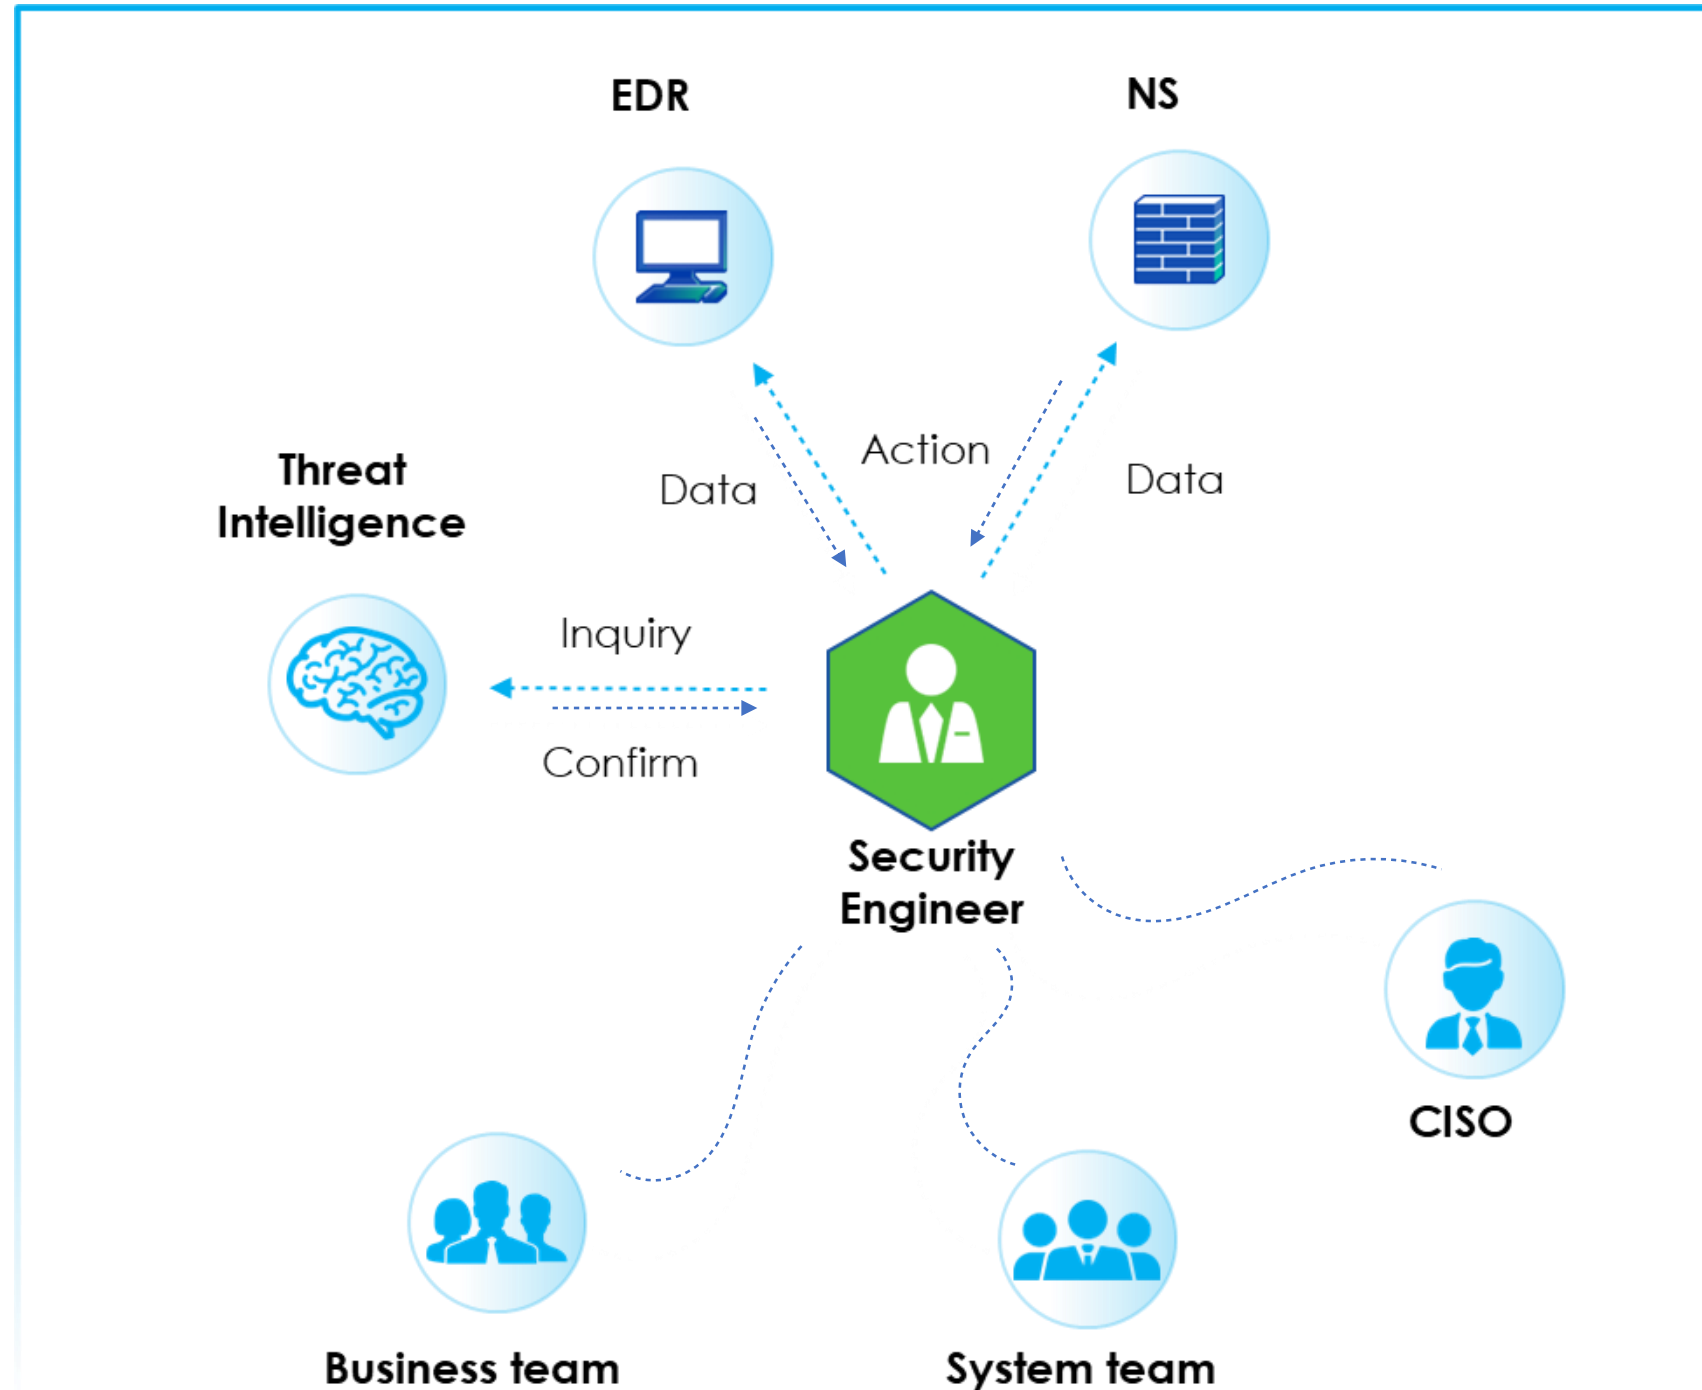 EDR
NS
Action
Data
Data
Threat
Intelligence
Inquiry
Confirm
Security
Engineer
CISO
Business team
System team